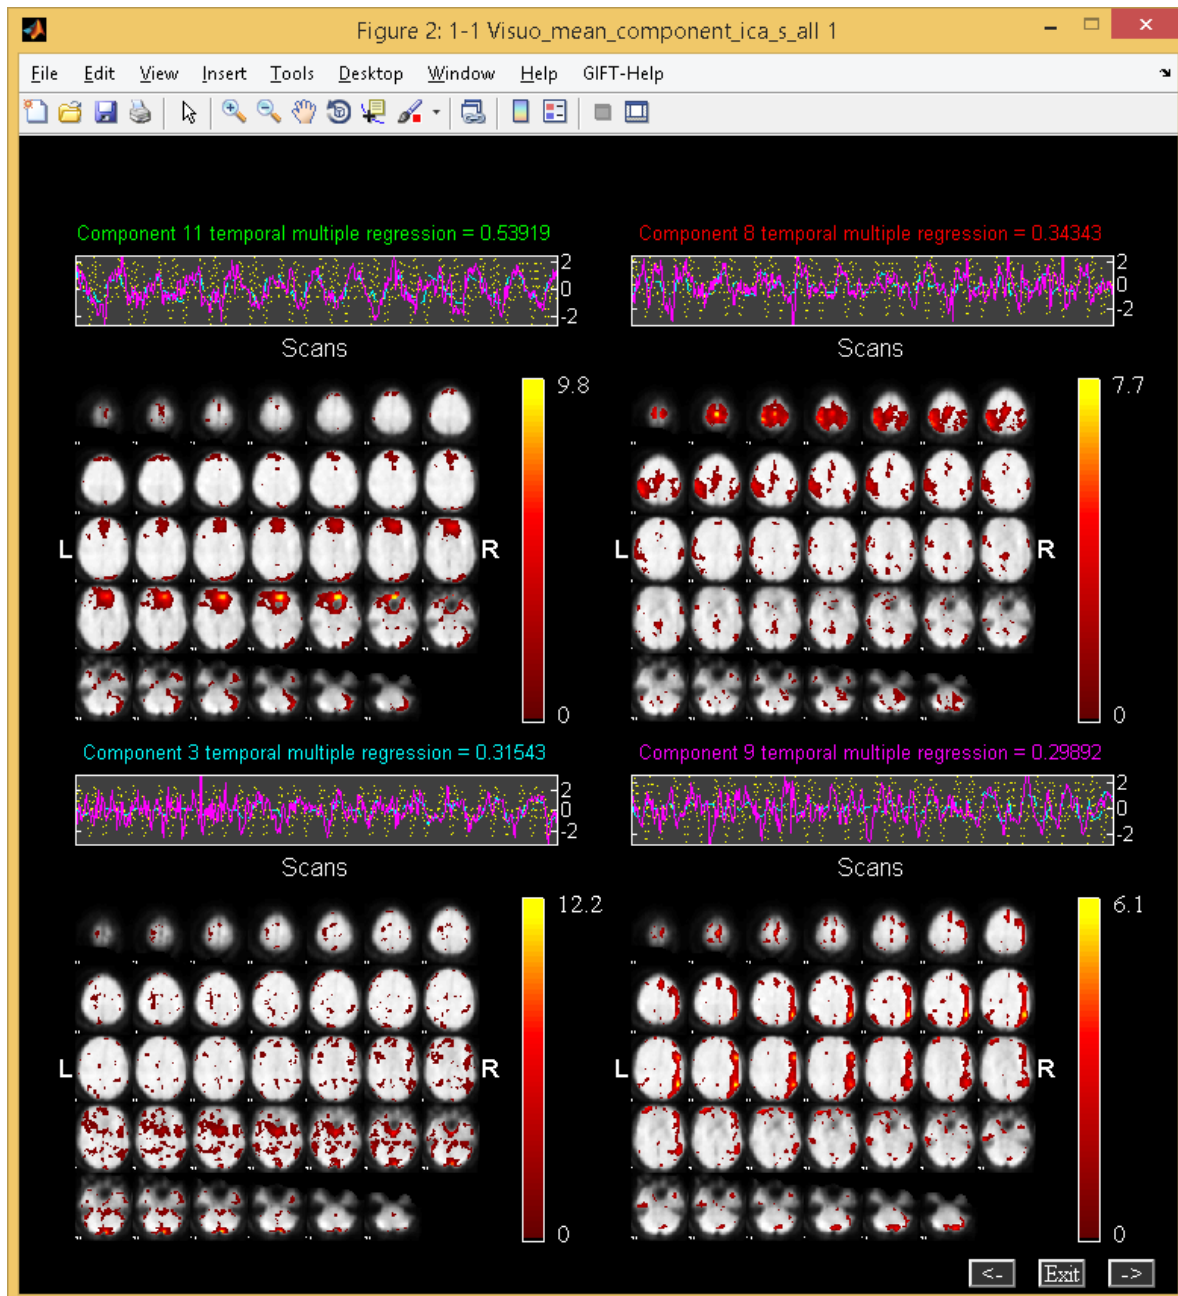 Figure 2: 1-1 Visuo_mean_component_ica_s_all 1
File Edit View Insert Tools Desktop Window Help GIFT-Help
Component 11 temporal multiple regression = 0.53919
2
0
-2
Scans
9.8
L
R
0
Component 8 temporal multiple regression = 0.34343
2
0
-2
Scans
7.7
L
R
0
Component 3 temporal multiple regression = 0.31543
2
0
-2
Scans
12.2
L
R
0
Component 9 temporal multiple regression = 0.29892
2
0
-2
Scans
6.1
L
R
0
<- Exit ->